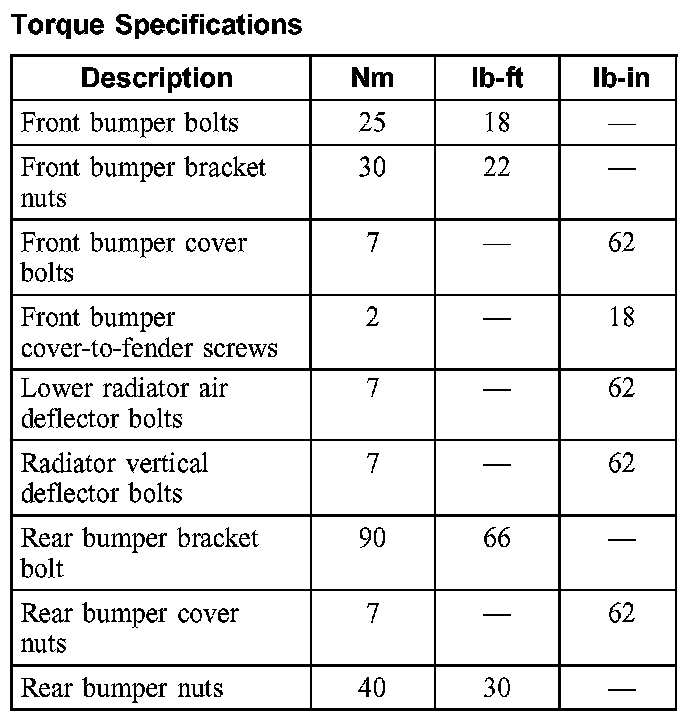 Torque Specifications
Description Nm lb-ft lb-in
Front bumper bolts 25 18 —
Front bumper bracket 30 22 —
nuts
Front bumper cover 7 — 62
bolts
Front bumper 2 — 18
cover-to-fender screws
Lower radiator air 7 — 62
deflector bolts
Radiator vertical 7 — 62
deflector bolts
Rear bumper bracket 90 66 —
bolt
Rear bumper cover 7 — 62
nuts
Rear bumper nuts 40 30 —